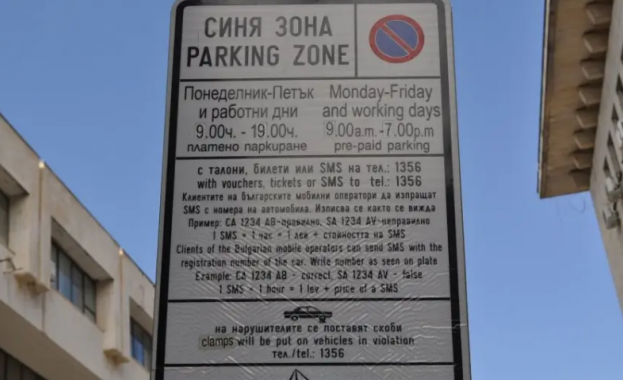 СИНЯ ЗОНА
PARKING ZONE
Понеделник-Петък
и работни дни
9.00ч. - 19.00ч.
платено паркиране
Monday-Friday
and working days
9.00a.m.-7.00p.m
pre-paid parking
с талони, билети или SMS на тел.: 1356
with vouchers, tickets or SMS to tel.: 1356
Клиентите на българските мобилни оператори да изпращат
SMS с номера на автомобила. Изписва се както се вижда
Пример: CA 1234 AB-правилно, SA 1234 AV-неправилно
1 SMS = 1 час = 1 лев + стойността на SMS
Clients of the Bulgarian mobile operators can send SMS with the
registration number of the car. Write number as seen on plate
Example: CA 1234 AB - correct, SA 1234 AV - false
1 SMS = 1 hour = 1 lev + price of a SMS
на нарушителите се поставят скоби
clamps will be put on vehicles in violation
тел./tel.: 1356